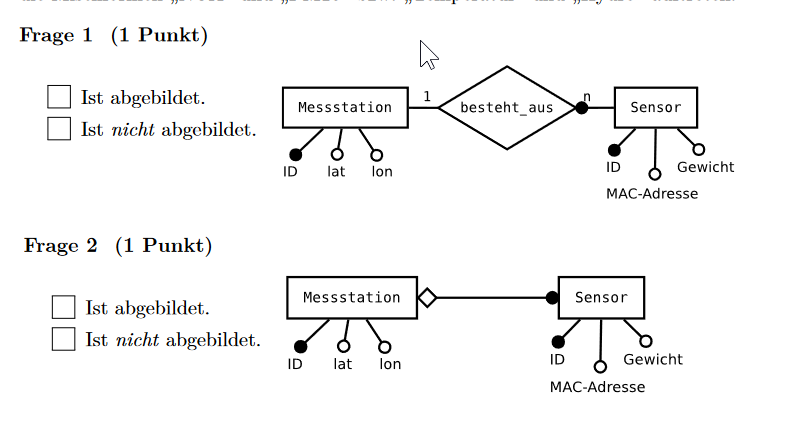 Frage 1 (1 Punkt)
Ist abgebildet.
Ist nicht abgebildet.
Messstation
1
besteht_aus
n
Sensor
ID
lat
lon
ID
Gewicht
MAC-Adresse
Frage 2 (1 Punkt)
Ist abgebildet.
Ist nicht abgebildet.
Messstation
Sensor
ID
lat
lon
ID
Gewicht
MAC-Adresse